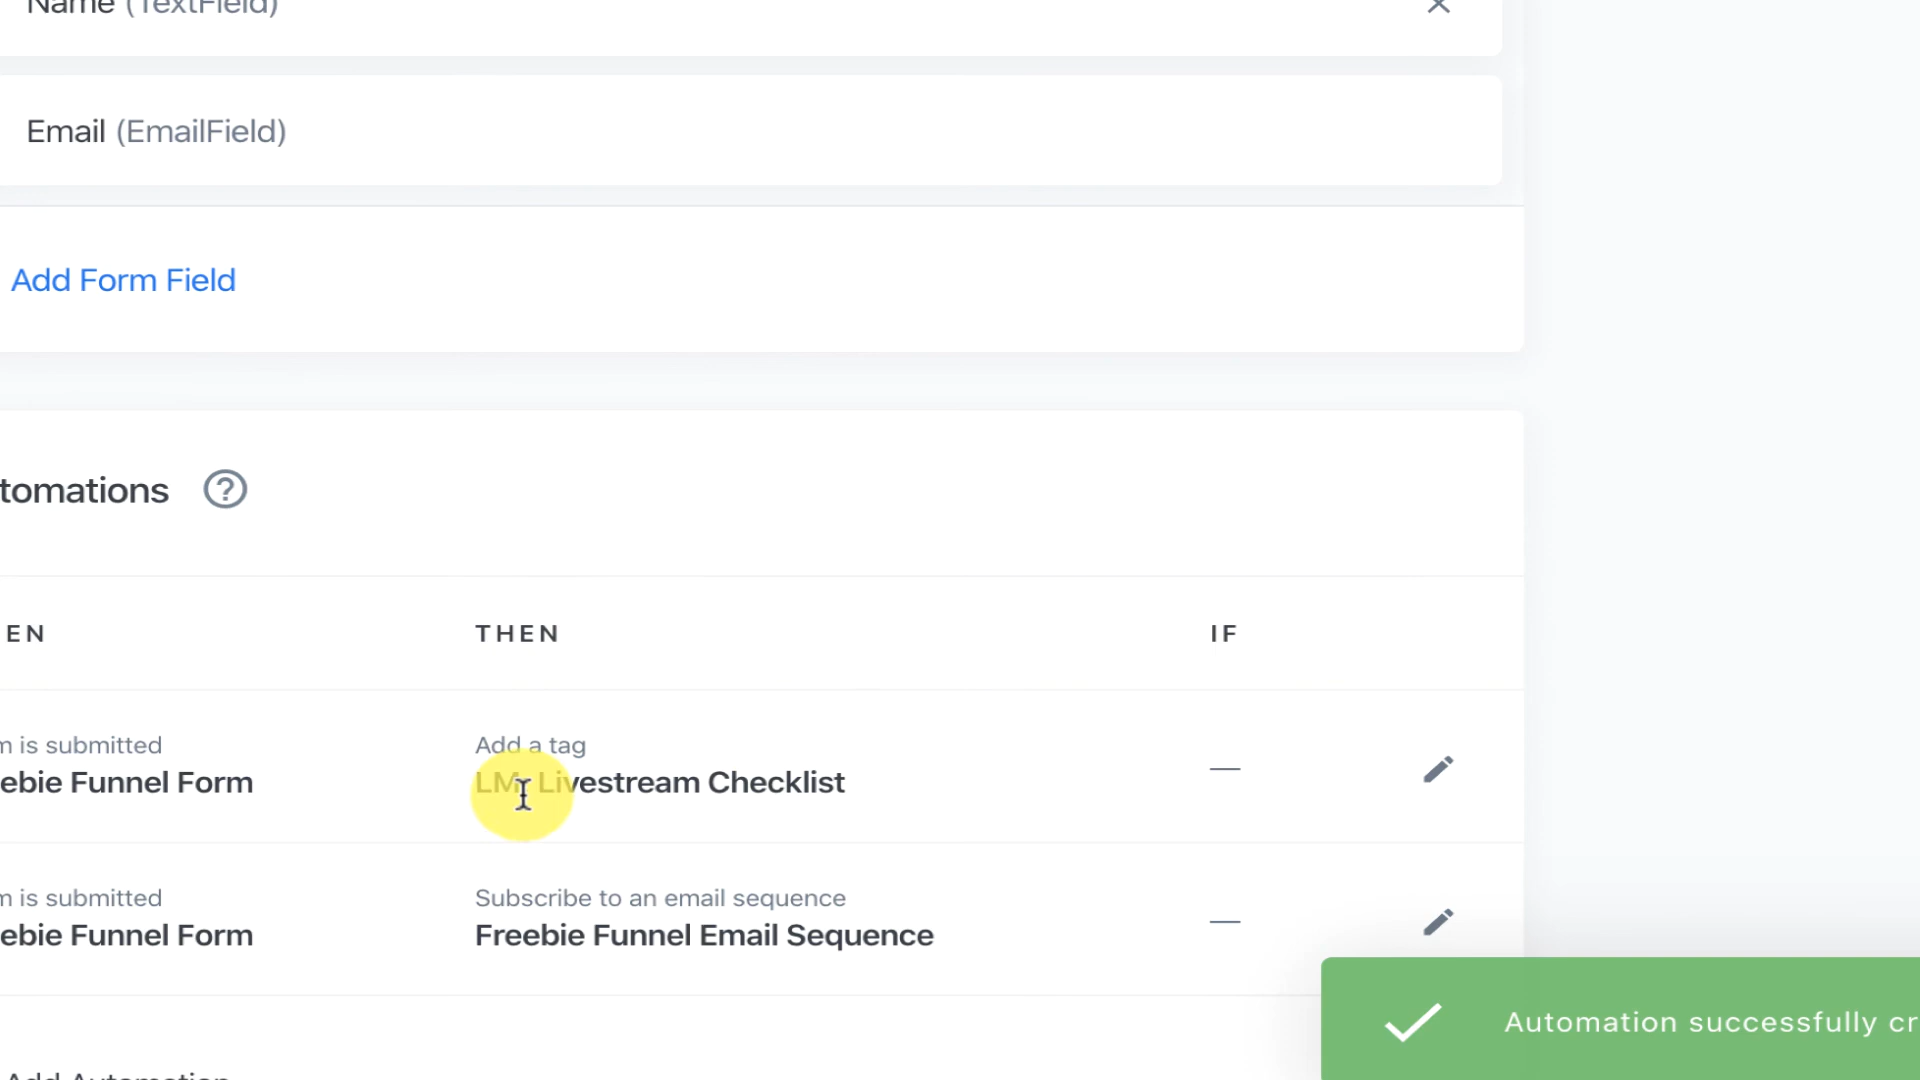 Name (TextField)
Email (EmailField)
Add Form Field
tomations ?
EN THEN IF
m is submitted Add a tag
ebie Funnel Form LM: Livestream Checklist
m is submitted Subscribe to an email sequence
ebie Funnel Form Freebie Funnel Email Sequence
Automation successfully cr
Add Automation